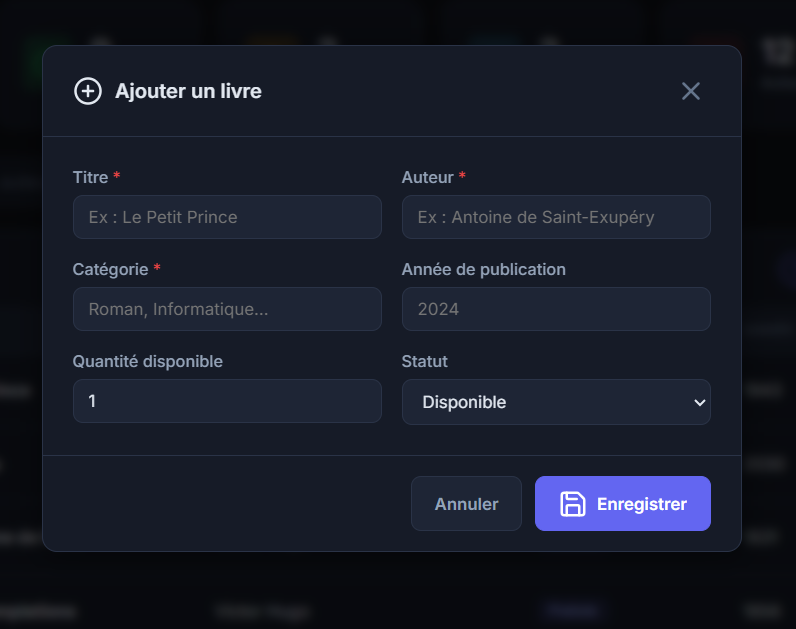 Ajouter un livre
Titre *
Auteur *
Ex : Le Petit Prince
Ex : Antoine de Saint-Exupéry
Catégorie *
Année de publication
Roman, Informatique...
2024
Quantité disponible
Statut
1
Disponible
Annuler
Enregistrer